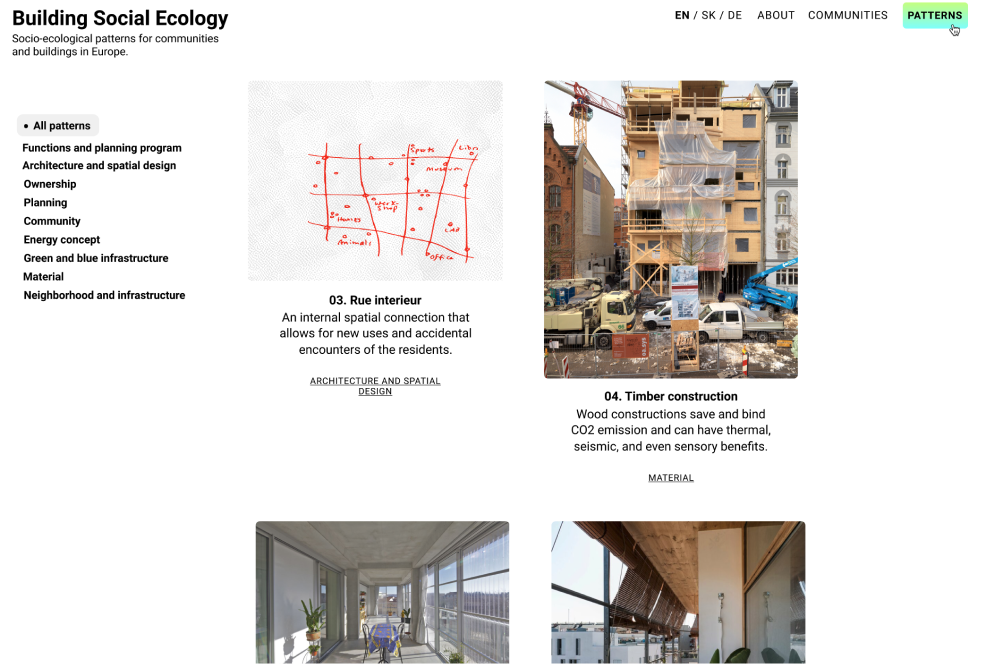 Building Social Ecology
Socio-ecological patterns for communities
and buildings in Europe.
EN / SK / DE
ABOUT
COMMUNITIES
PATTERNS
• All patterns
Functions and planning program
Architecture and spatial design
Ownership
Planning
Community
Energy concept
Green and blue infrastructure
Material
Neighborhood and infrastructure
Sports
Libri
Museum
Work-
shop
Homes
Animali
LAB
Office
03. Rue interieur
An internal spatial connection that
allows for new uses and accidental
encounters of the residents.
ARCHITECTURE AND SPATIAL
DESIGN
04. Timber construction
Wood constructions save and bind
CO2 emission and can have thermal,
seismic, and even sensory benefits.
MATERIAL